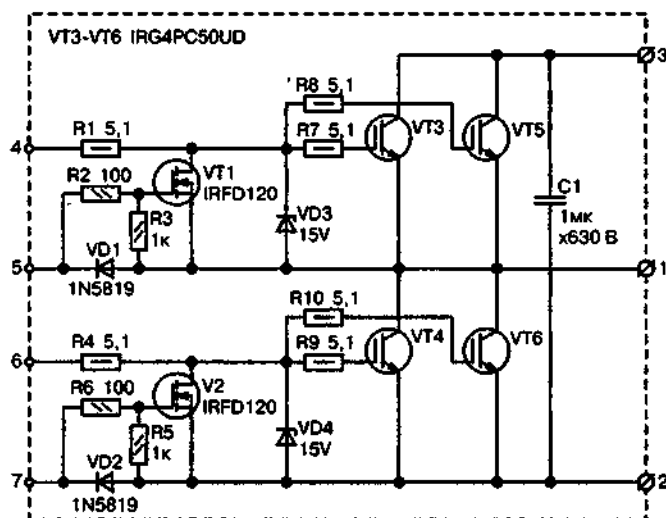 VT3-VT6 IRG4PC50UD
3
R8 5,1
R1 5,1
R7 5,1
VT3
VT5
4
R2 100
VT1
IRFD120
R3
1к
VD3
15V
C1
1мк
х630 В
VD1
5
1
1N5819
R10 5,1
R4 5,1
R9 5,1
VT4
VT6
6
R6 100
V2
IRFD120
R5
1к
VD4
15V
VD2
7
2
1N5819